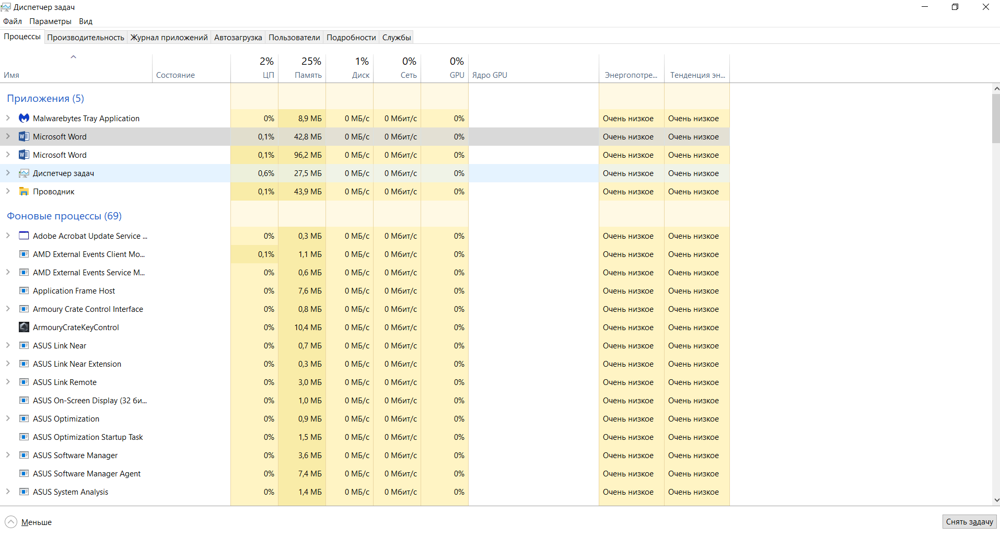 Диспетчер задач
Файл Параметры Вид
Процессы Производительность Журнал приложений Автозагрузка Пользователи Подробности Службы
2% 25% 1% 0% 0%
Имя Состояние ЦП Память Диск Сеть GPU Ядро GPU Энергопотре... Тенденция эн...
Приложения (5)
Malwarebytes Tray Application 0% 8,9 МБ 0 МБ/с 0 Мбит/с 0% Очень низкое Очень низкое
Microsoft Word 0,1% 42,8 МБ 0 МБ/с 0 Мбит/с 0% Очень низкое Очень низкое
Microsoft Word 0,1% 96,2 МБ 0 МБ/с 0 Мбит/с 0% Очень низкое Очень низкое
Диспетчер задач 0,6% 27,5 МБ 0 МБ/с 0 Мбит/с 0% Очень низкое Очень низкое
Проводник 0,1% 43,9 МБ 0 МБ/с 0 Мбит/с 0% Очень низкое Очень низкое
Фоновые процессы (69)
Adobe Acrobat Update Service ... 0% 0,3 МБ 0 МБ/с 0 Мбит/с 0% Очень низкое Очень низкое
AMD External Events Client Mo... 0,1% 1,1 МБ 0 МБ/с 0 Мбит/с 0% Очень низкое Очень низкое
AMD External Events Service M... 0% 0,6 МБ 0 МБ/с 0 Мбит/с 0% Очень низкое Очень низкое
Application Frame Host 0% 7,6 МБ 0 МБ/с 0 Мбит/с 0% Очень низкое Очень низкое
Armoury Crate Control Interface 0% 0,8 МБ 0 МБ/с 0 Мбит/с 0% Очень низкое Очень низкое
ArmouryCrateKeyControl 0% 10,4 МБ 0 МБ/с 0 Мбит/с 0% Очень низкое Очень низкое
ASUS Link Near 0% 0,7 МБ 0 МБ/с 0 Мбит/с 0% Очень низкое Очень низкое
ASUS Link Near Extension 0% 0,3 МБ 0 МБ/с 0 Мбит/с 0% Очень низкое Очень низкое
ASUS Link Remote 0% 3,0 МБ 0 МБ/с 0 Мбит/с 0% Очень низкое Очень низкое
ASUS On-Screen Display (32 би... 0% 1,0 МБ 0 МБ/с 0 Мбит/с 0% Очень низкое Очень низкое
ASUS Optimization 0% 0,9 МБ 0 МБ/с 0 Мбит/с 0% Очень низкое Очень низкое
ASUS Optimization Startup Task 0% 1,5 МБ 0 МБ/с 0 Мбит/с 0% Очень низкое Очень низкое
ASUS Software Manager 0% 3,6 МБ 0 МБ/с 0 Мбит/с 0% Очень низкое Очень низкое
ASUS Software Manager Agent 0% 7,4 МБ 0 МБ/с 0 Мбит/с 0% Очень низкое Очень низкое
ASUS System Analysis 0% 1,4 МБ 0 МБ/с 0 Мбит/с 0% Очень низкое Очень низкое
Меньше Снять задачу